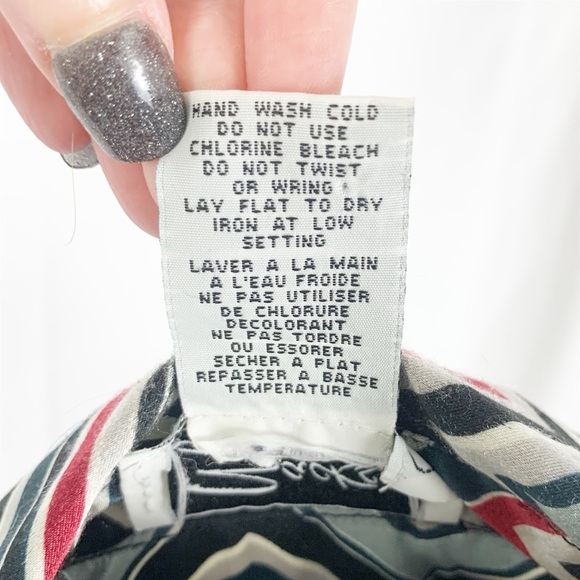 HAND WASH COLD
DO NOT USE
CHLORINE BLEACH
DO NOT TWIST
OR WRING
LAY FLAT TO DRY
IRON AT LOW
SETTING
LAVER A LA MAIN
A L'EAU FROIDE
NE PAS UTILISER
DE CHLORURE
DECOLORANT
NE PAS TORDRE
OU ESSORER
SECHER A PLAT
REPASSER A BASSE
TEMPERATURE